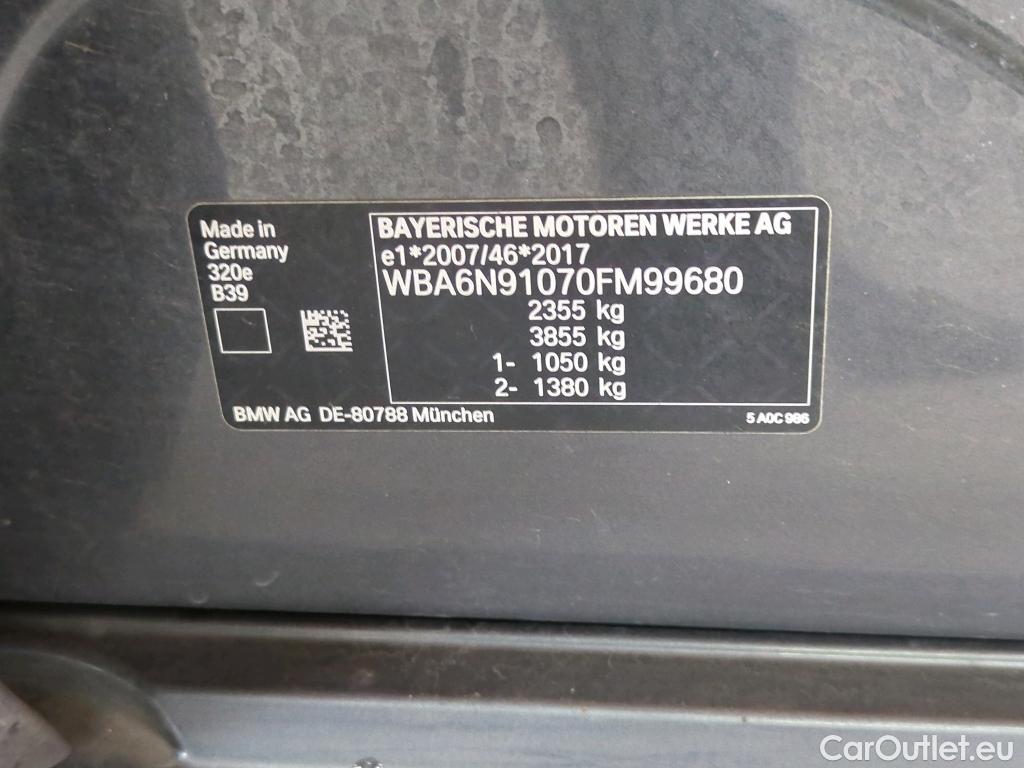 Made in
Germany
320e
B39
BAYERISCHE MOTOREN WERKE AG
e1*2007/46*2017
WBA6N91070FM99680
2355 kg
3855 kg
1- 1050 kg
2- 1380 kg
BMW AG DE-80788 München
5 A0C 9B6
CarOutlet.eu